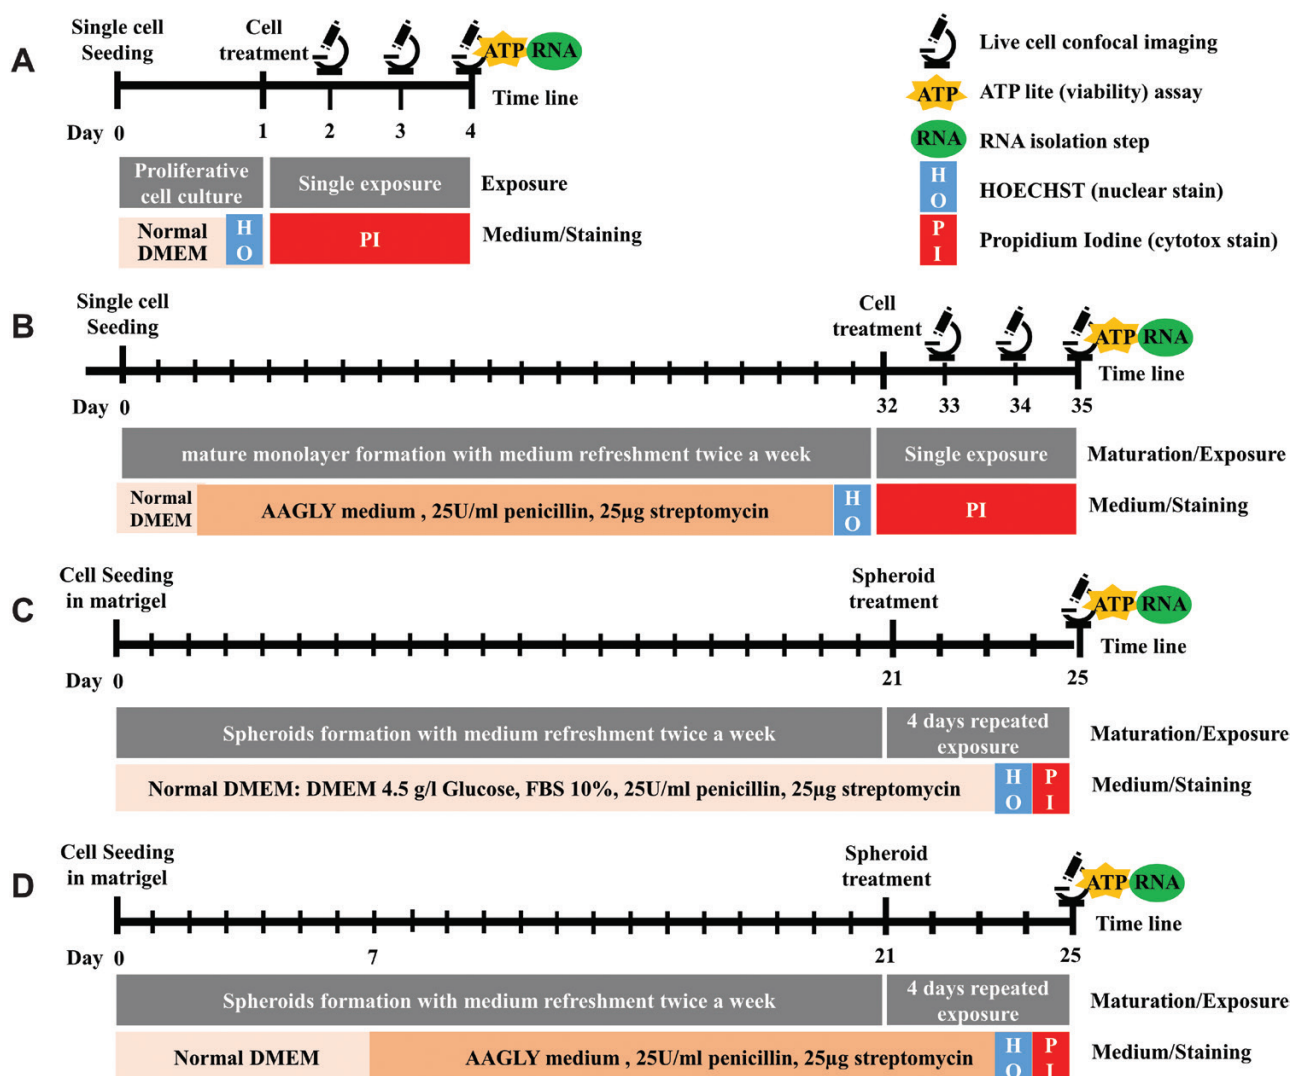 A
Single cell
Seeding
Cell
treatment
ATP
RNA
Time line
Day 0 1 2 3 4
Proliferative
cell culture
Single exposure
Exposure
Normal
DMEM
H
O
PI
Medium/Staining
Live cell confocal imaging
ATP
ATP lite (viability) assay
RNA
RNA isolation step
H
O
HOECHST (nuclear stain)
P
I
Propidium Iodine (cytotox stain)
B
Single cell
Seeding
Cell
treatment
ATP
RNA
Time line
Day 0 32 33 34 35
mature monolayer formation with medium refreshment twice a week
Single exposure
Maturation/Exposure
Normal
DMEM
AAGLY medium , 25U/ml penicillin, 25µg streptomycin
H
O
PI
Medium/Staining
C
Cell Seeding
in matrigel
Spheroid
treatment
ATP
RNA
Time line
Day 0 21 25
Spheroids formation with medium refreshment twice a week
4 days repeated
exposure
Maturation/Exposure
Normal DMEM: DMEM 4.5 g/l Glucose, FBS 10%, 25U/ml penicillin, 25µg streptomycin
H
O
P
I
Medium/Staining
D
Cell Seeding
in matrigel
Spheroid
treatment
ATP
RNA
Time line
Day 0 7 21 25
Spheroids formation with medium refreshment twice a week
4 days repeated
exposure
Maturation/Exposure
Normal DMEM
AAGLY medium , 25U/ml penicillin, 25µg streptomycin
H
O
P
I
Medium/Staining